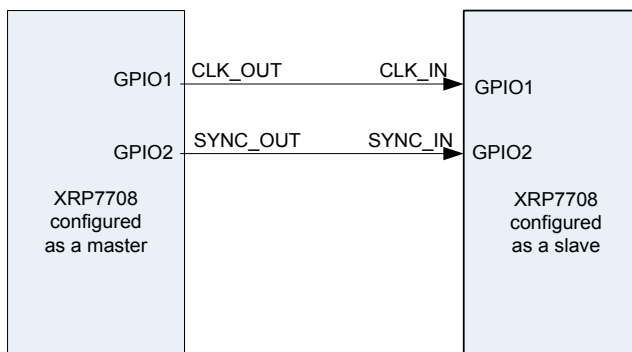 GPIO1 CLK_OUT CLK_IN GPIO1
GPIO2 SYNC_OUT SYNC_IN GPIO2
XRP7708
configured
as a master
XRP7708
configured
as a slave